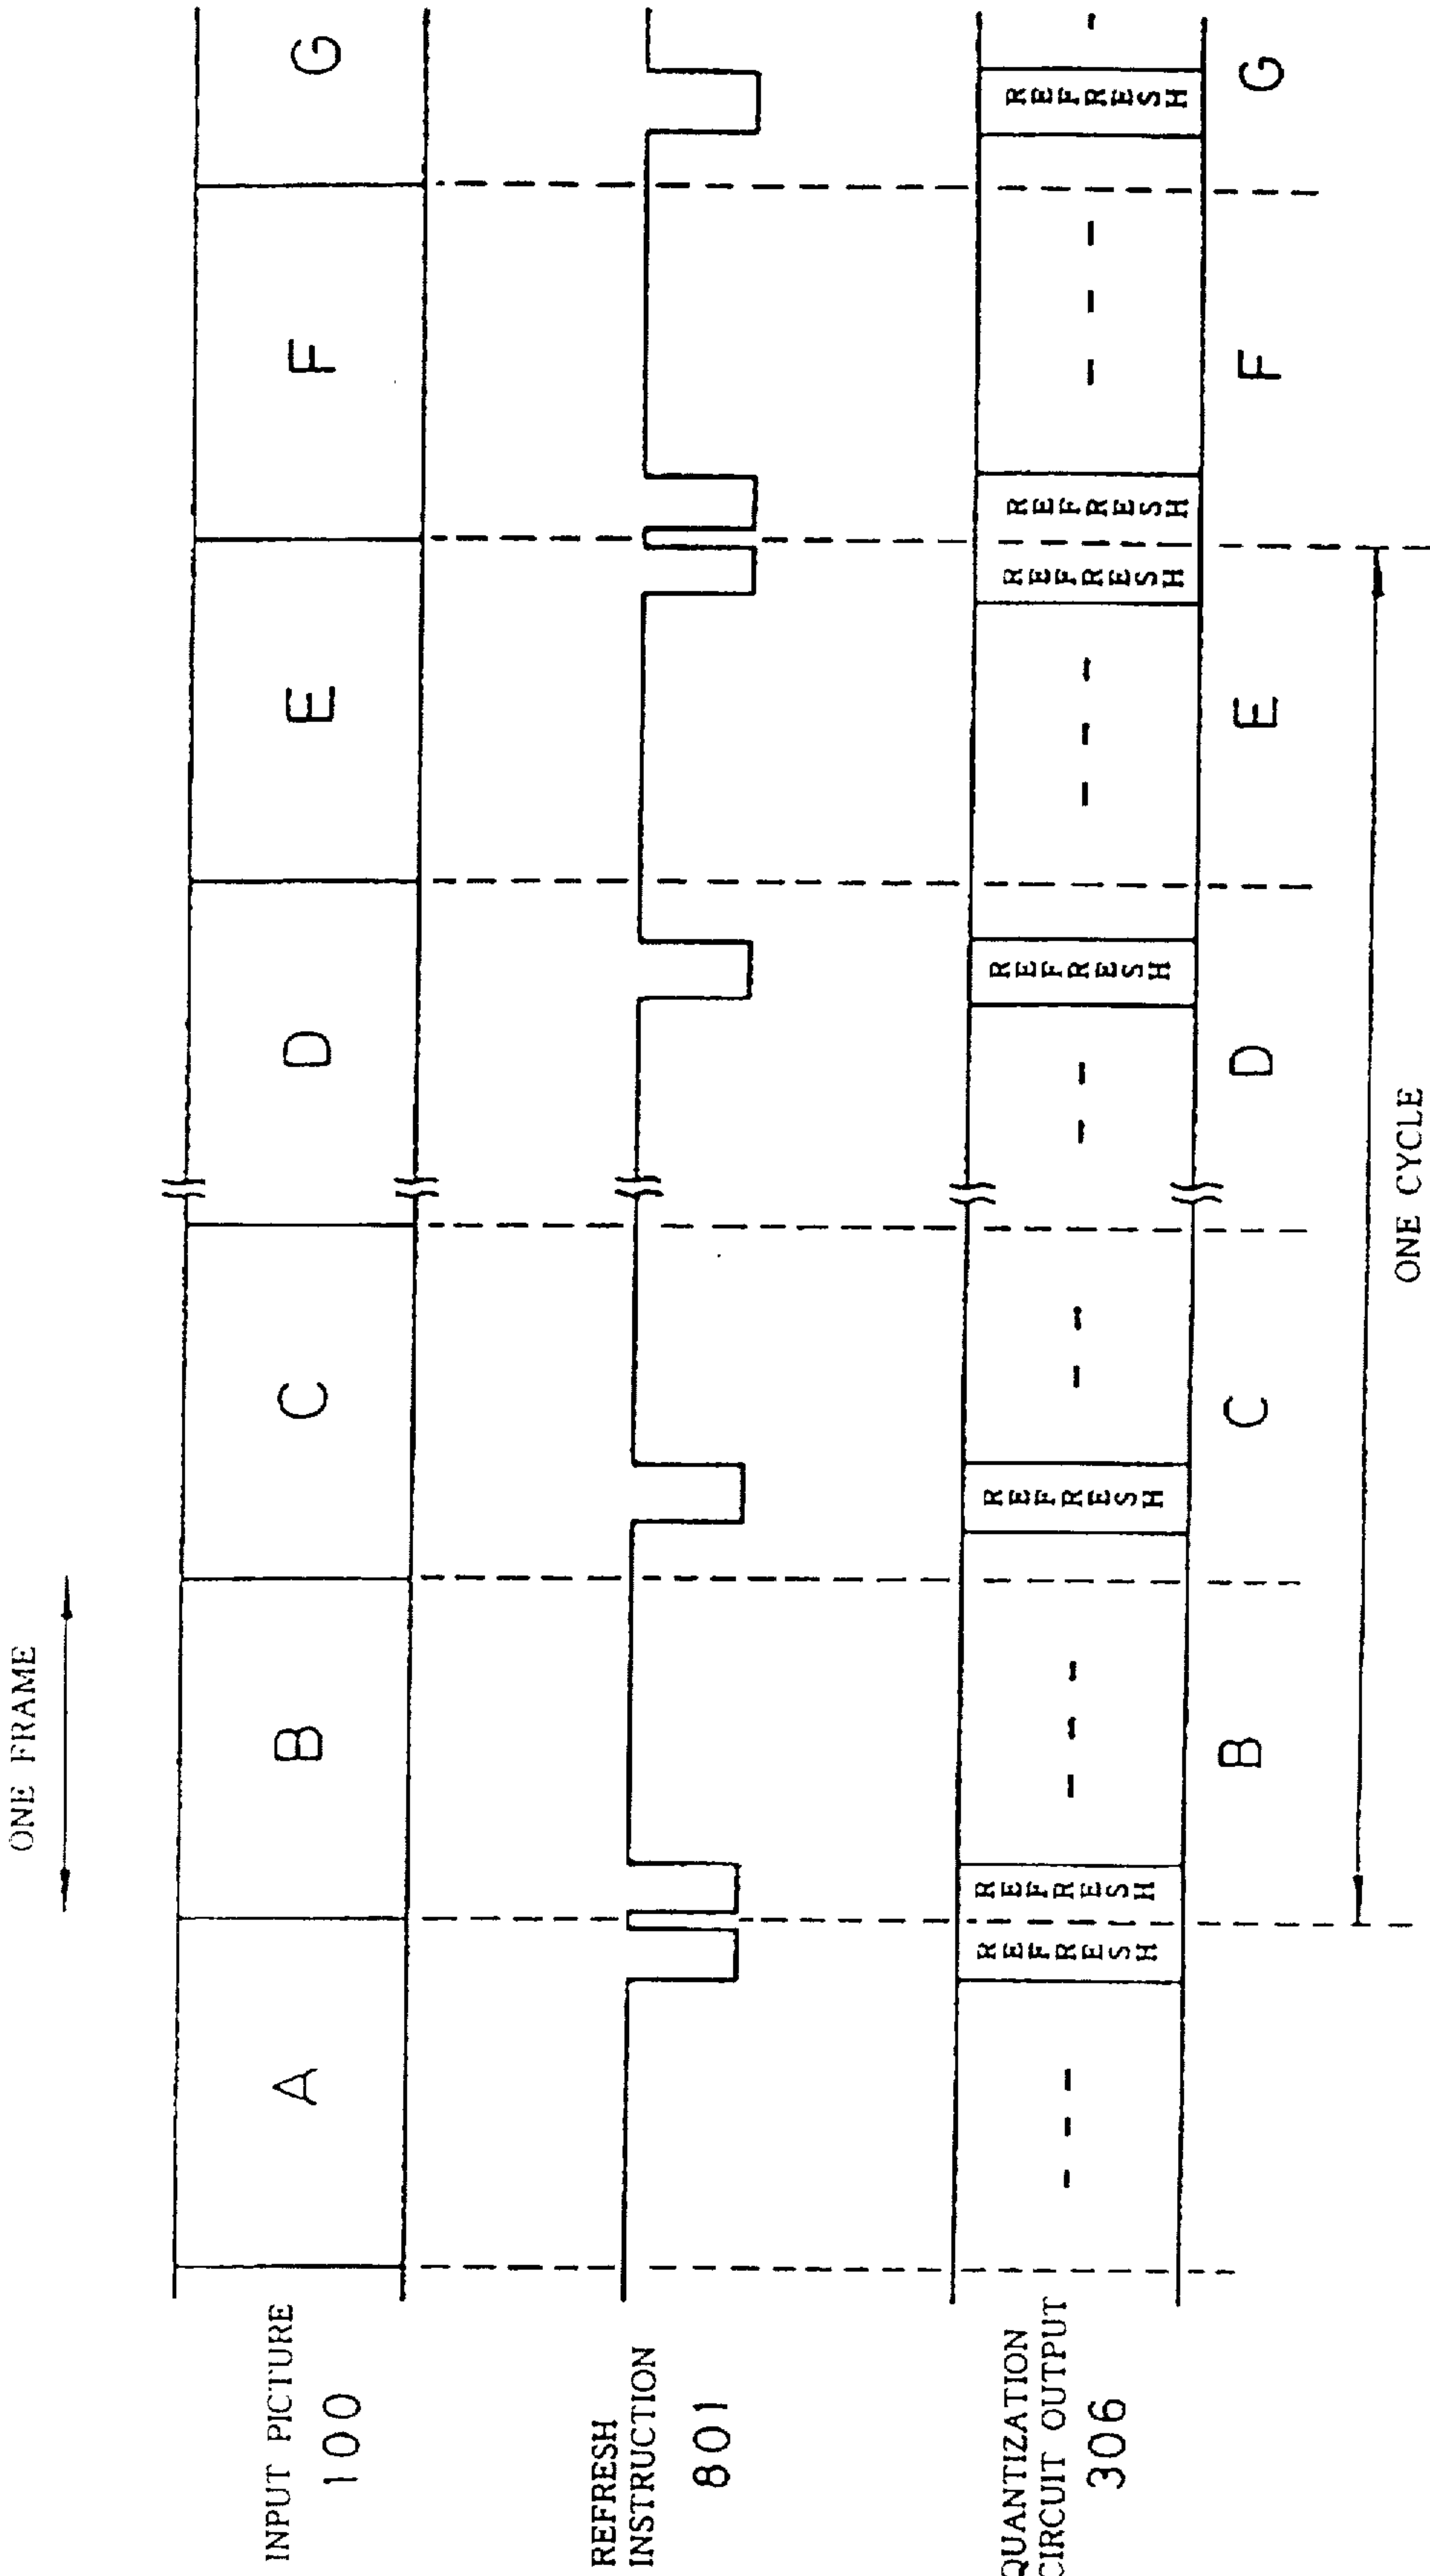 ONE FRAME
INPUT PICTURE
100
A
B
C
D
E
F
G
REFRESH
INSTRUCTION
801
QUANTIZATION
CIRCUIT OUTPUT
306
REFRESH
REFRESH
REFRESH
REFRESH
REFRESH
REFRESH
REFRESH
B
C
D
E
F
G
ONE CYCLE